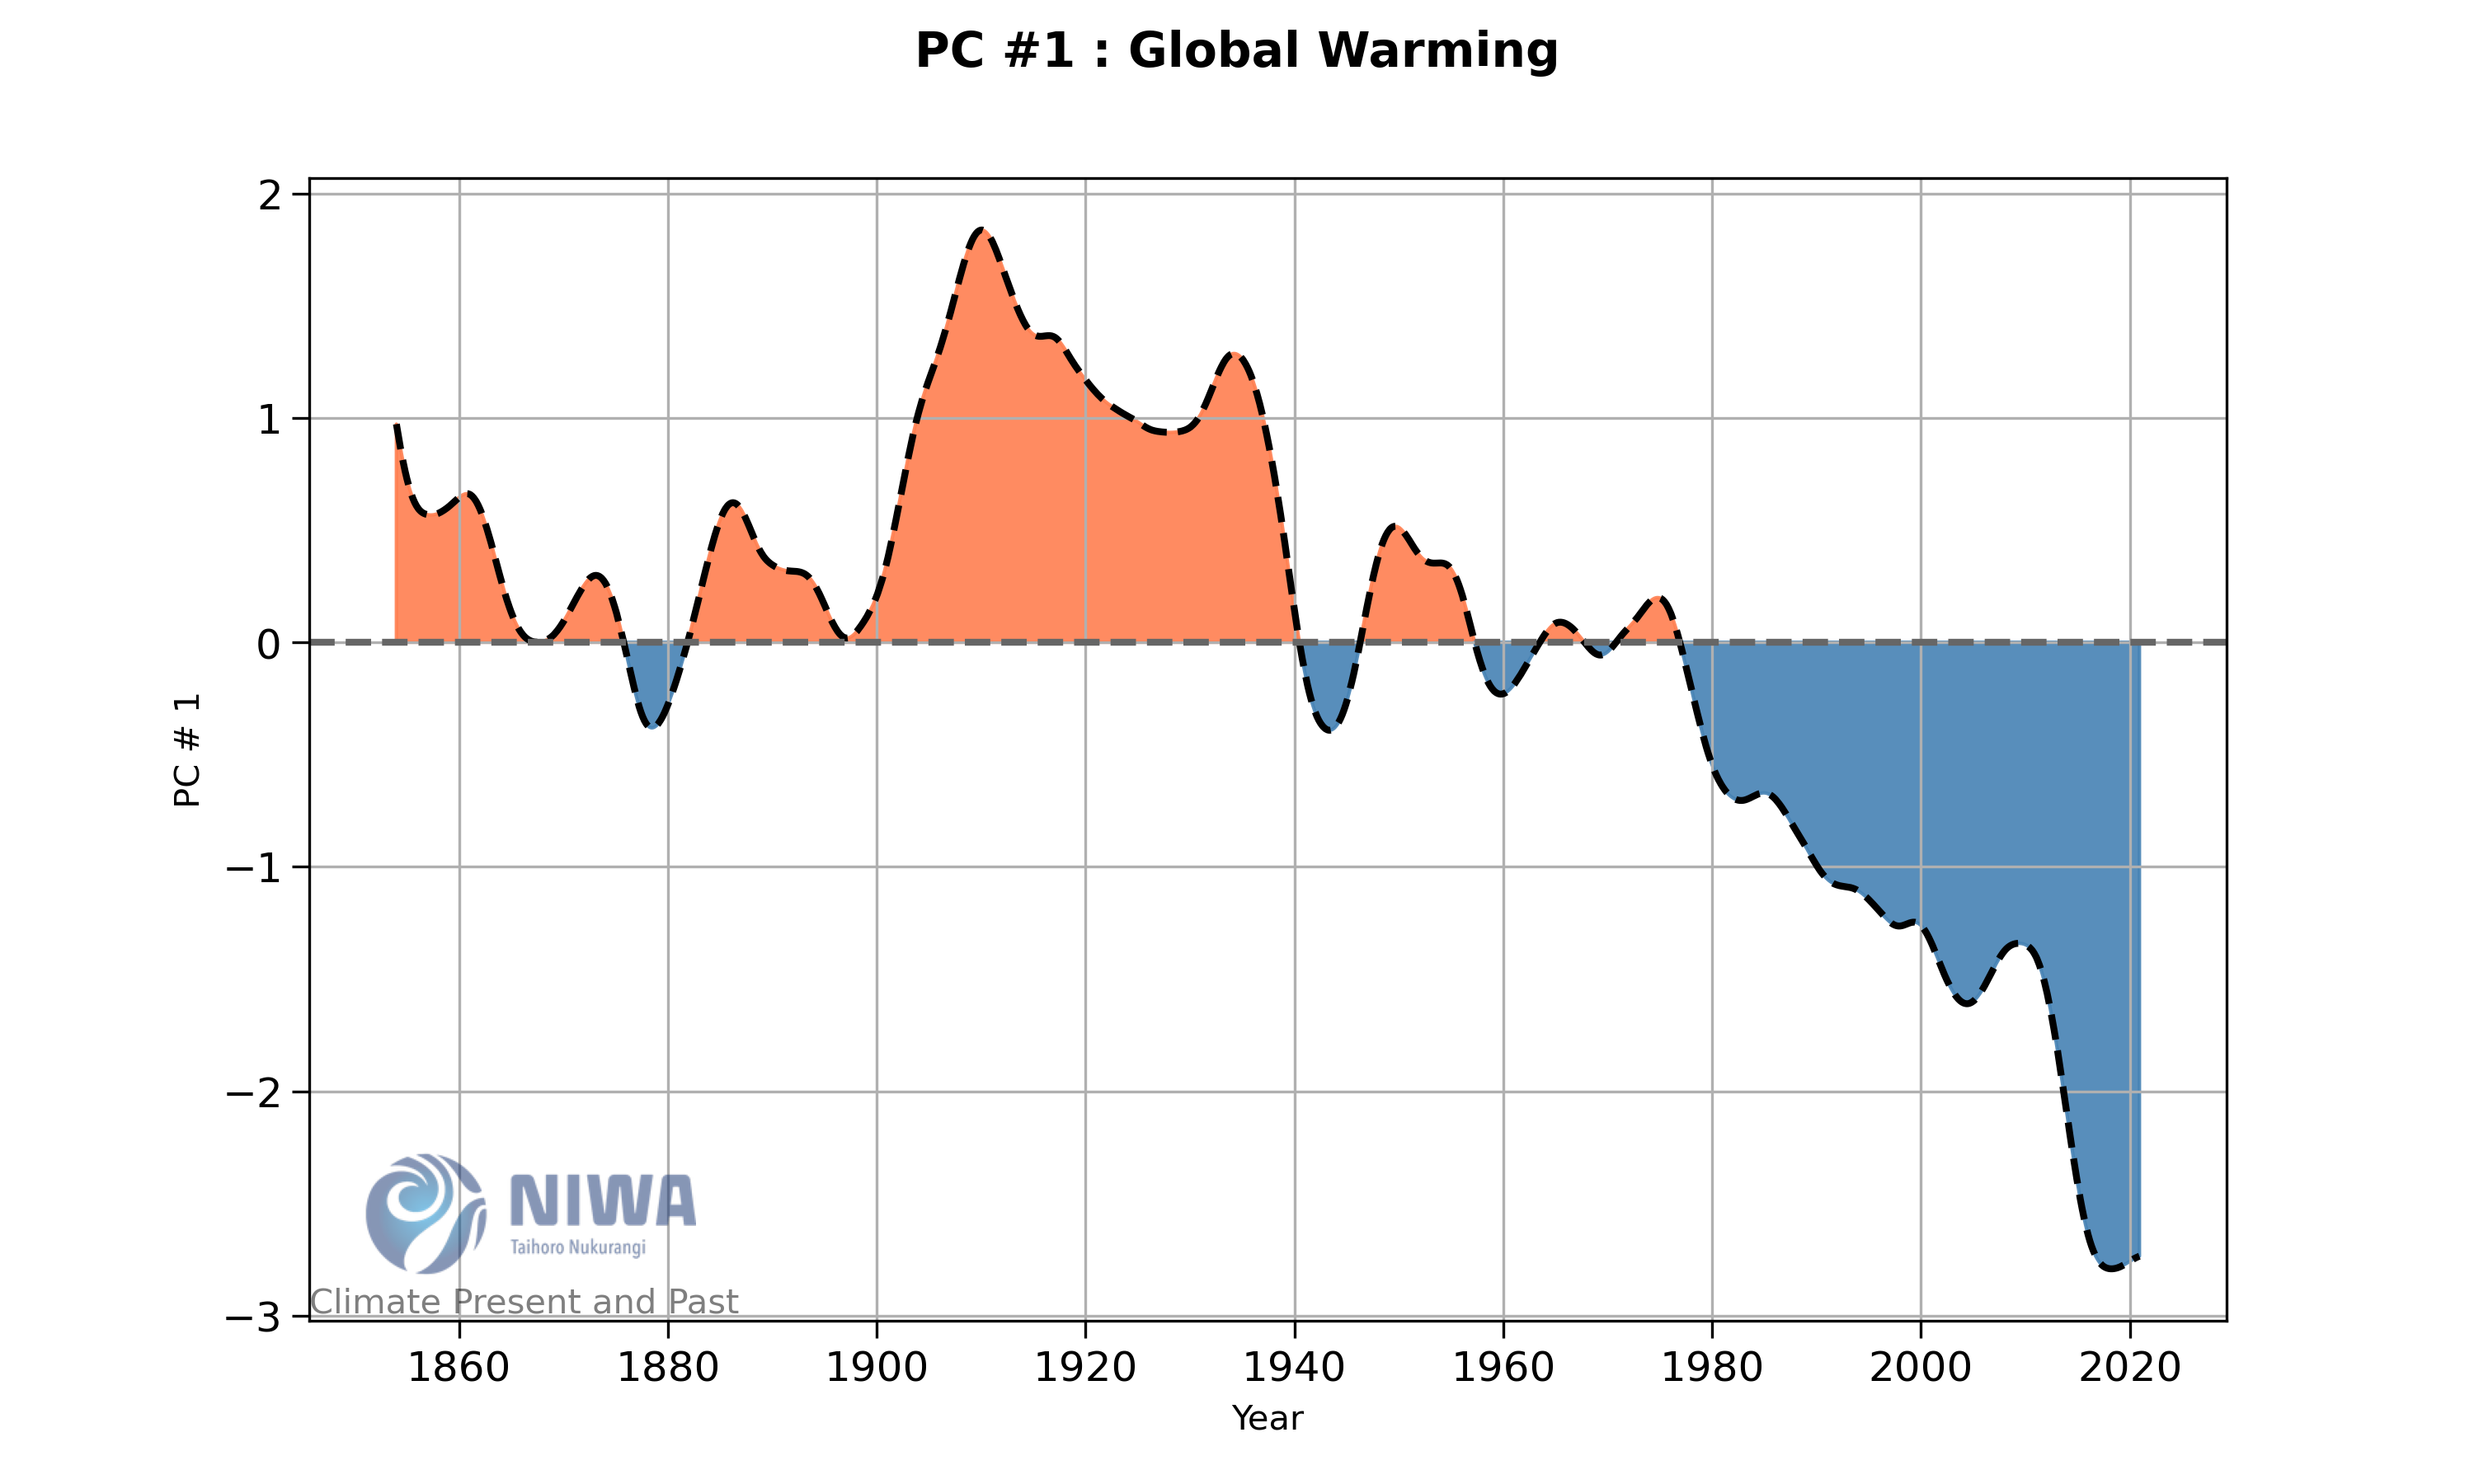 PC #1 : Global Warming
2
1
0
−1
−2
−3
PC # 1
NIWA
Taihoro Nukurangi
Climate Present and Past
1860 1880 1900 1920 1940 1960 1980 2000 2020
Year